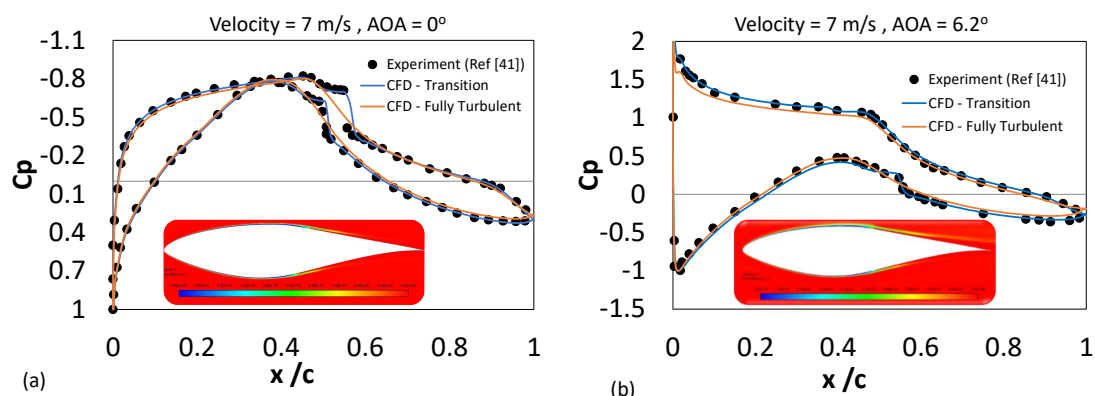 Velocity = 7 m/s , AOA = 0º
-1.1
-0.8
-0.5
-0.2
0.1
0.4
0.7
1
Cp
Experiment (Ref [41])
CFD - Transition
CFD - Fully Turbulent
0
0.2
0.4
0.6
0.8
1
x /c
(a)
Velocity = 7 m/s , AOA = 6.2º
2
1.5
1
0.5
0
-0.5
-1
-1.5
Cp
Experiment (Ref [41])
CFD - Transition
CFD - Fully Turbulent
0
0.2
0.4
0.6
0.8
1
x /c
(b)